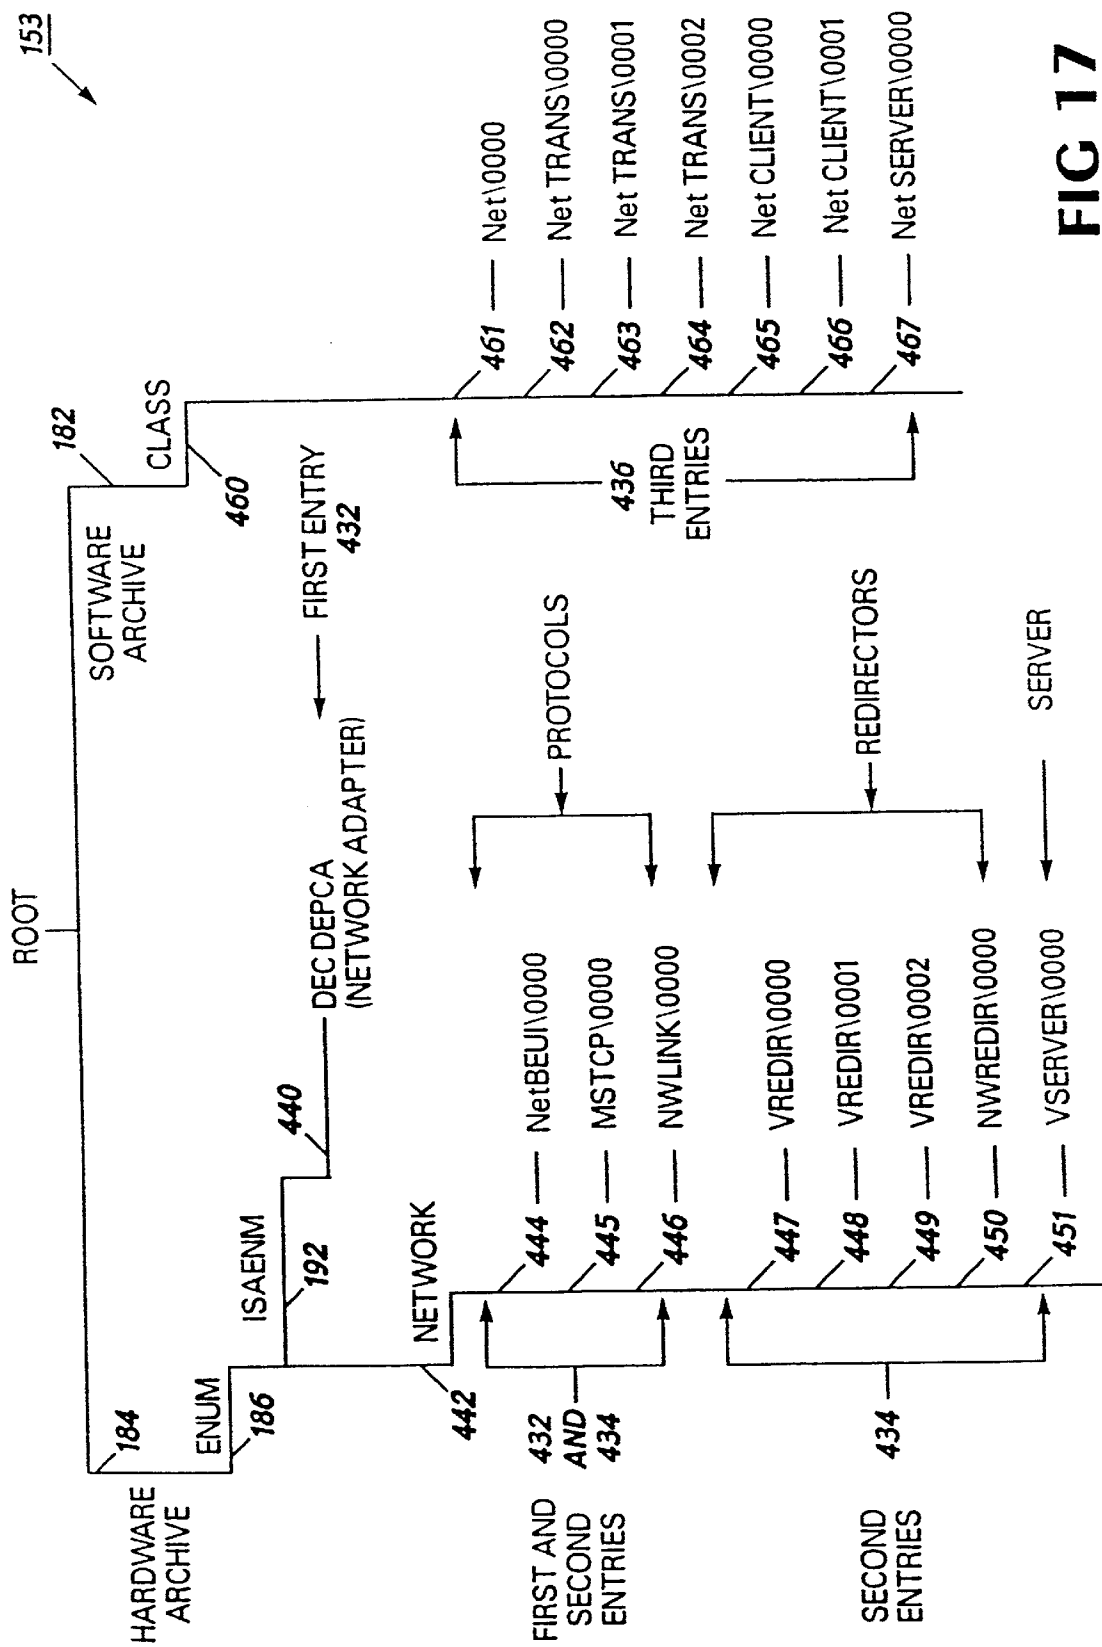 153
ROOT
184
HARDWARE
ARCHIVE
SOFTWARE
ARCHIVE
182
ENUM
186
CLASS
460
ISAENM
192
440
DEC DEPCA
(NETWORK ADAPTER)
FIRST ENTRY
432
NETWORK
442
FIRST AND
SECOND
ENTRIES
432
AND
434
444
NetBEUI\0000
445
MSTCP\0000
446
NWLINK\0000
PROTOCOLS
SECOND
ENTRIES
434
447
VREDIR\0000
448
VREDIR\0001
449
VREDIR\0002
450
NWREDIR\0000
REDIRECTORS
451
VSERVER\0000
SERVER
436
THIRD
ENTRIES
461
Net\0000
462
Net TRANS\0000
463
Net TRANS\0001
464
Net TRANS\0002
465
Net CLIENT\0000
466
Net CLIENT\0001
467
Net SERVER\0000
FIG 17